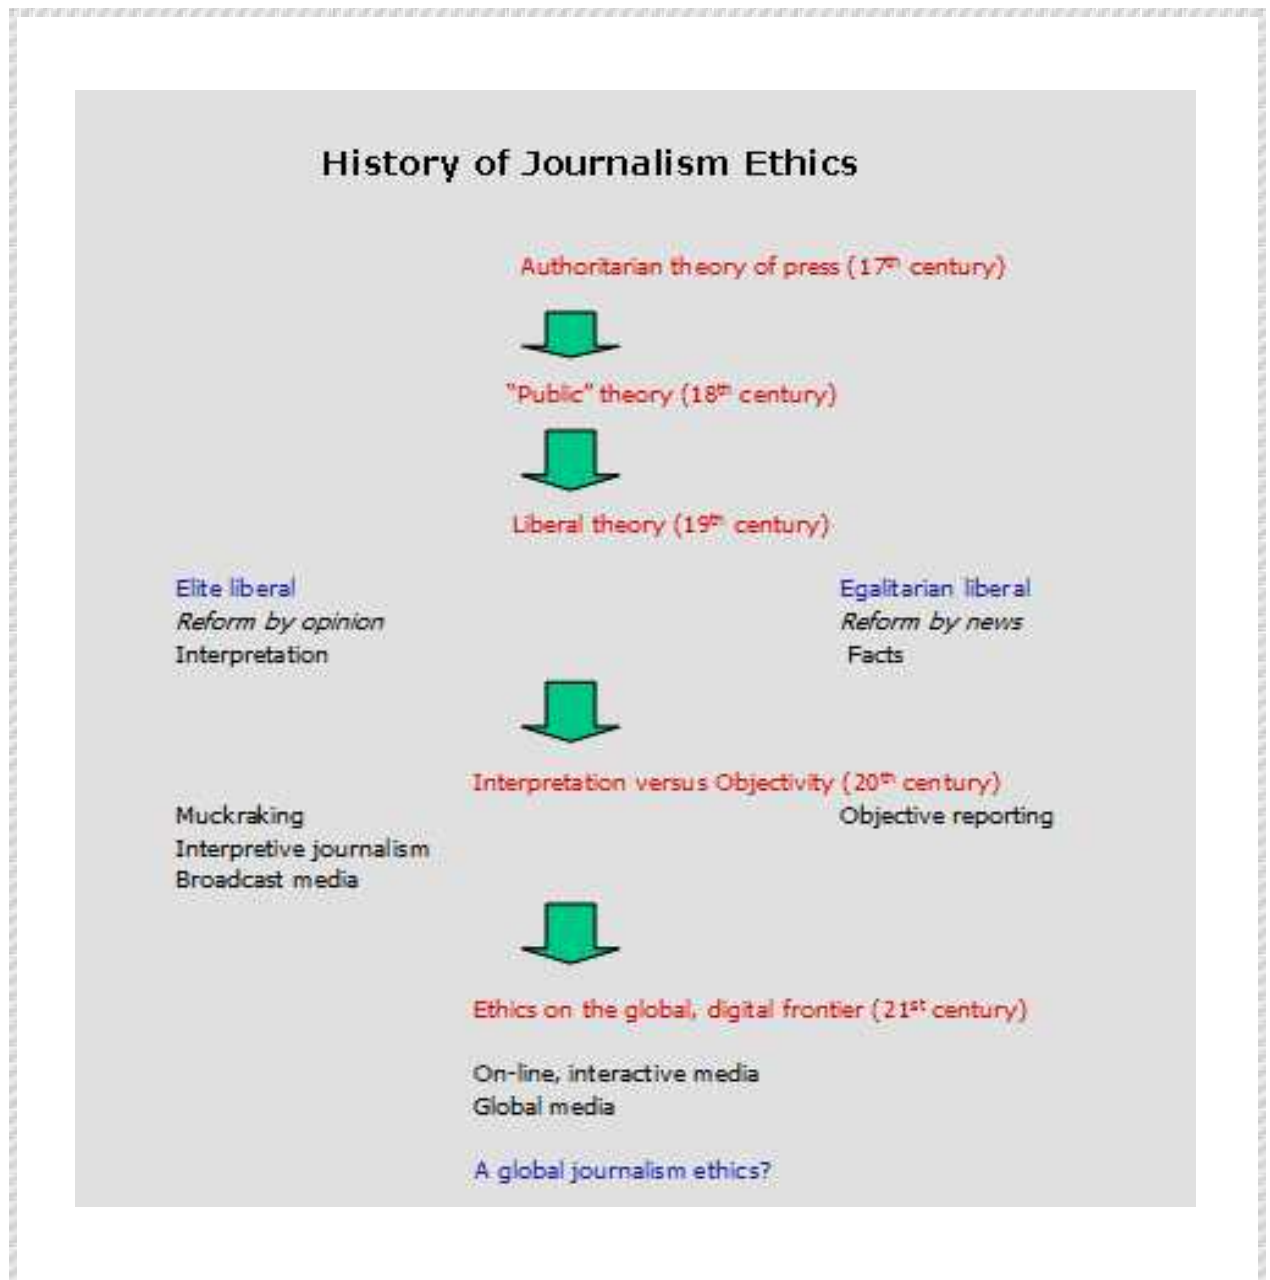 History of Journalism Ethics
Authoritarian theory of press (17th century)
“Public” theory (18th century)
Liberal theory (19th century)
Elite liberal
Reform by opinion
Interpretation
Egalitarian liberal
Reform by news
Facts
Interpretation versus Objectivity (20th century)
Muckraking
Interpretive journalism
Broadcast media
Objective reporting
Ethics on the global, digital frontier (21st century)
On-line, interactive media
Global media
A global journalism ethics?